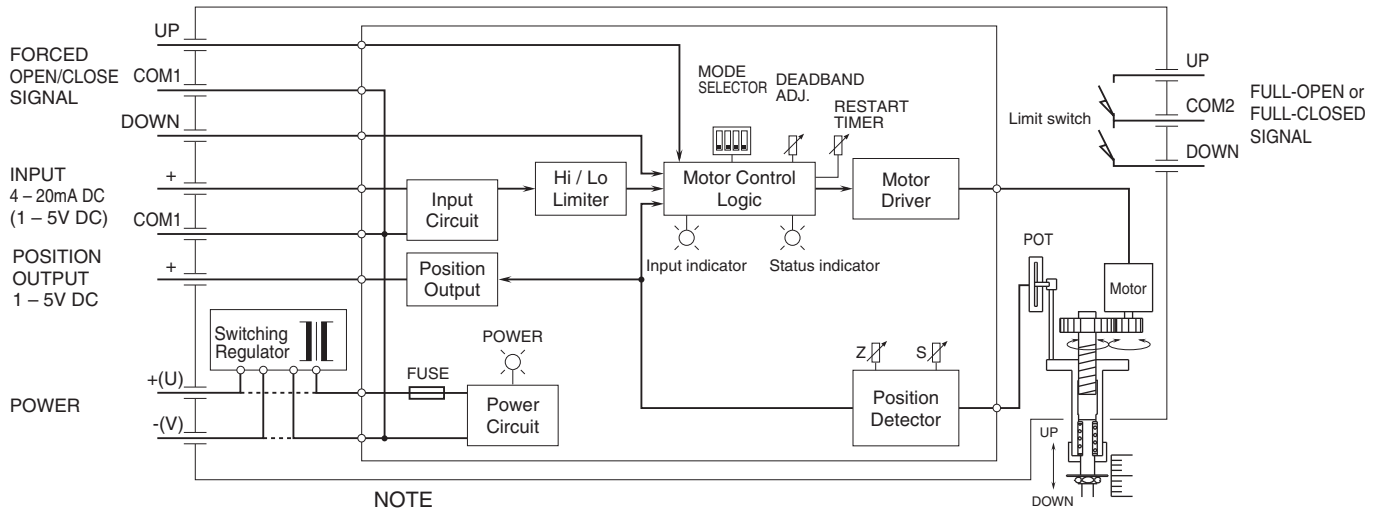 UP
FORCED
OPEN/CLOSE
SIGNAL
COM1
DOWN
INPUT
4 – 20mA DC
(1 – 5V DC)
+
COM1
POSITION
OUTPUT
1 – 5V DC
+
POWER
+(U)
-(V)
Switching
Regulator
FUSE
POWER
Power
Circuit
Input
Circuit
Position
Output
Hi / Lo
Limiter
MODE
SELECTOR
DEADBAND
ADJ.
RESTART
TIMER
Motor Control
Logic
Input indicator
Status indicator
Motor
Driver
Z
S
Position
Detector
POT
Motor
UP
DOWN
Limit switch
UP
COM2
DOWN
FULL-OPEN or
FULL-CLOSED
SIGNAL
NOTE